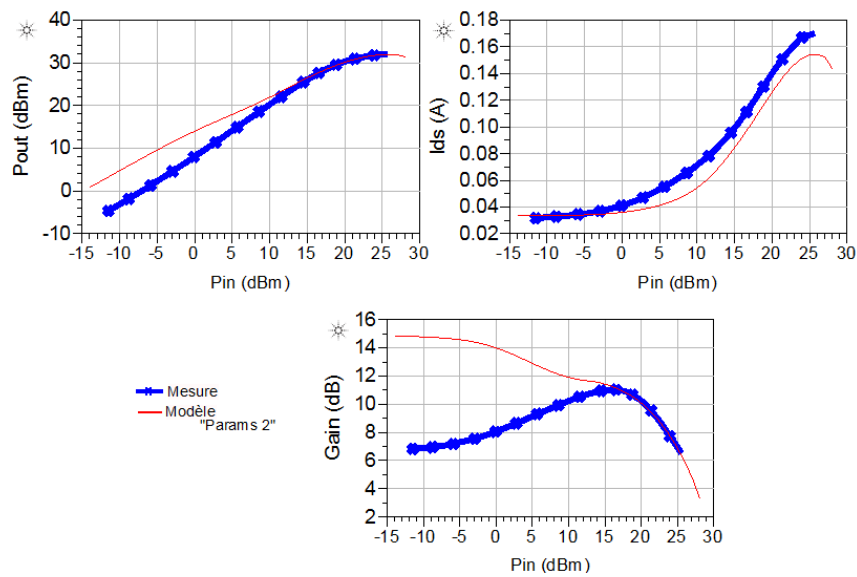 Pout (dBm)
40
30
20
10
0
-10
-15 -10 -5 0 5 10 15 20 25 30
Pin (dBm)
Ids (A)
0.18
0.16
0.14
0.12
0.10
0.08
0.06
0.04
0.02
-15 -10 -5 0 5 10 15 20 25 30
Pin (dBm)
Mesure
Modèle
"Params 2"
Gain (dB)
16
14
12
10
8
6
4
2
-15 -10 -5 0 5 10 15 20 25 30
Pin (dBm)